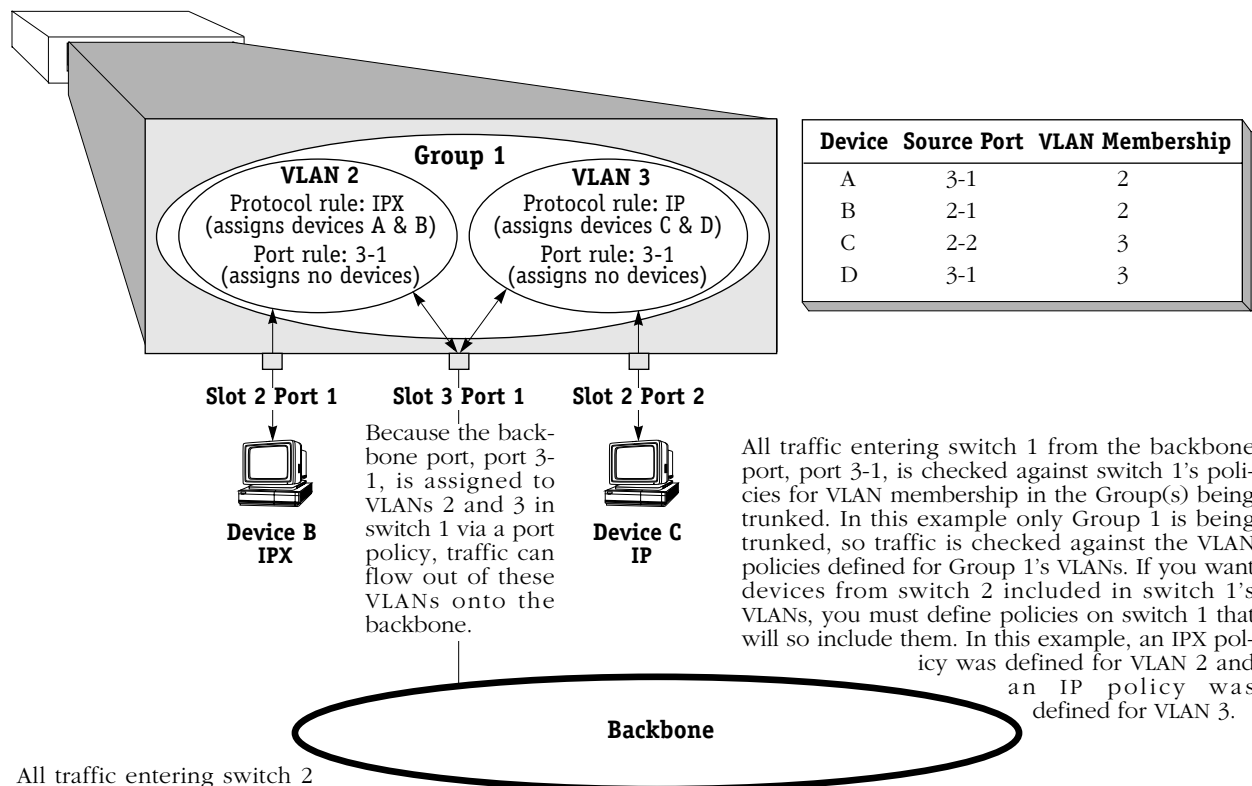 Group 1
VLAN 2
Protocol rule: IPX
(assigns devices A & B)
Port rule: 3-1
(assigns no devices)
VLAN 3
Protocol rule: IP
(assigns devices C & D)
Port rule: 3-1
(assigns no devices)
Device Source Port VLAN Membership
A 3-1 2
B 2-1 2
C 2-2 3
D 3-1 3
Slot 2 Port 1
Slot 3 Port 1
Slot 2 Port 2
Device B
IPX
Because the back-
bone port, port 3-
1, is assigned to
VLANs 2 and 3 in
switch 1 via a port
policy, traffic can
flow out of these
VLANs onto the
backbone.
Device C
IP
All traffic entering switch 1 from the backbone
port, port 3-1, is checked against switch 1's poli-
cies for VLAN membership in the Group(s) being
trunked. In this example only Group 1 is being
trunked, so traffic is checked against the VLAN
policies defined for Group 1's VLANs. If you want
devices from switch 2 included in switch 1's
VLANs, you must define policies on switch 1 that
will so include them. In this example, an IPX pol-
icy was defined for VLAN 2 and
an IP policy was
defined for VLAN 3.
Backbone
All traffic entering switch 2